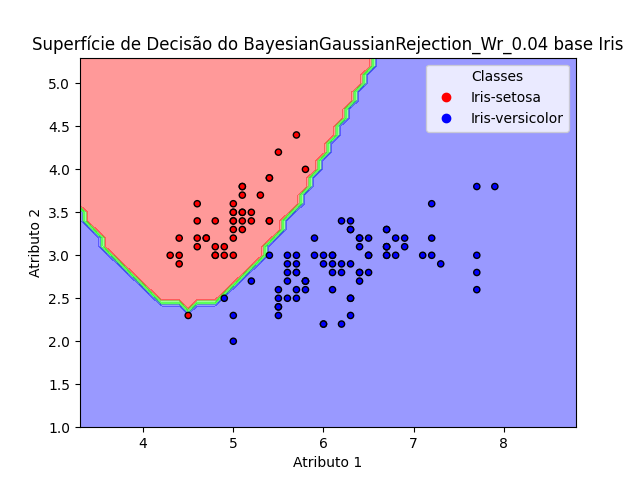 Superfície de Decisão do BayesianGaussianRejection_Wr_0.04 base Iris
Classes
Iris-setosa
Iris-versicolor
5.0
4.5
4.0
3.5
3.0
2.5
2.0
1.5
1.0
Atributo 2
4 5 6 7 8
Atributo 1